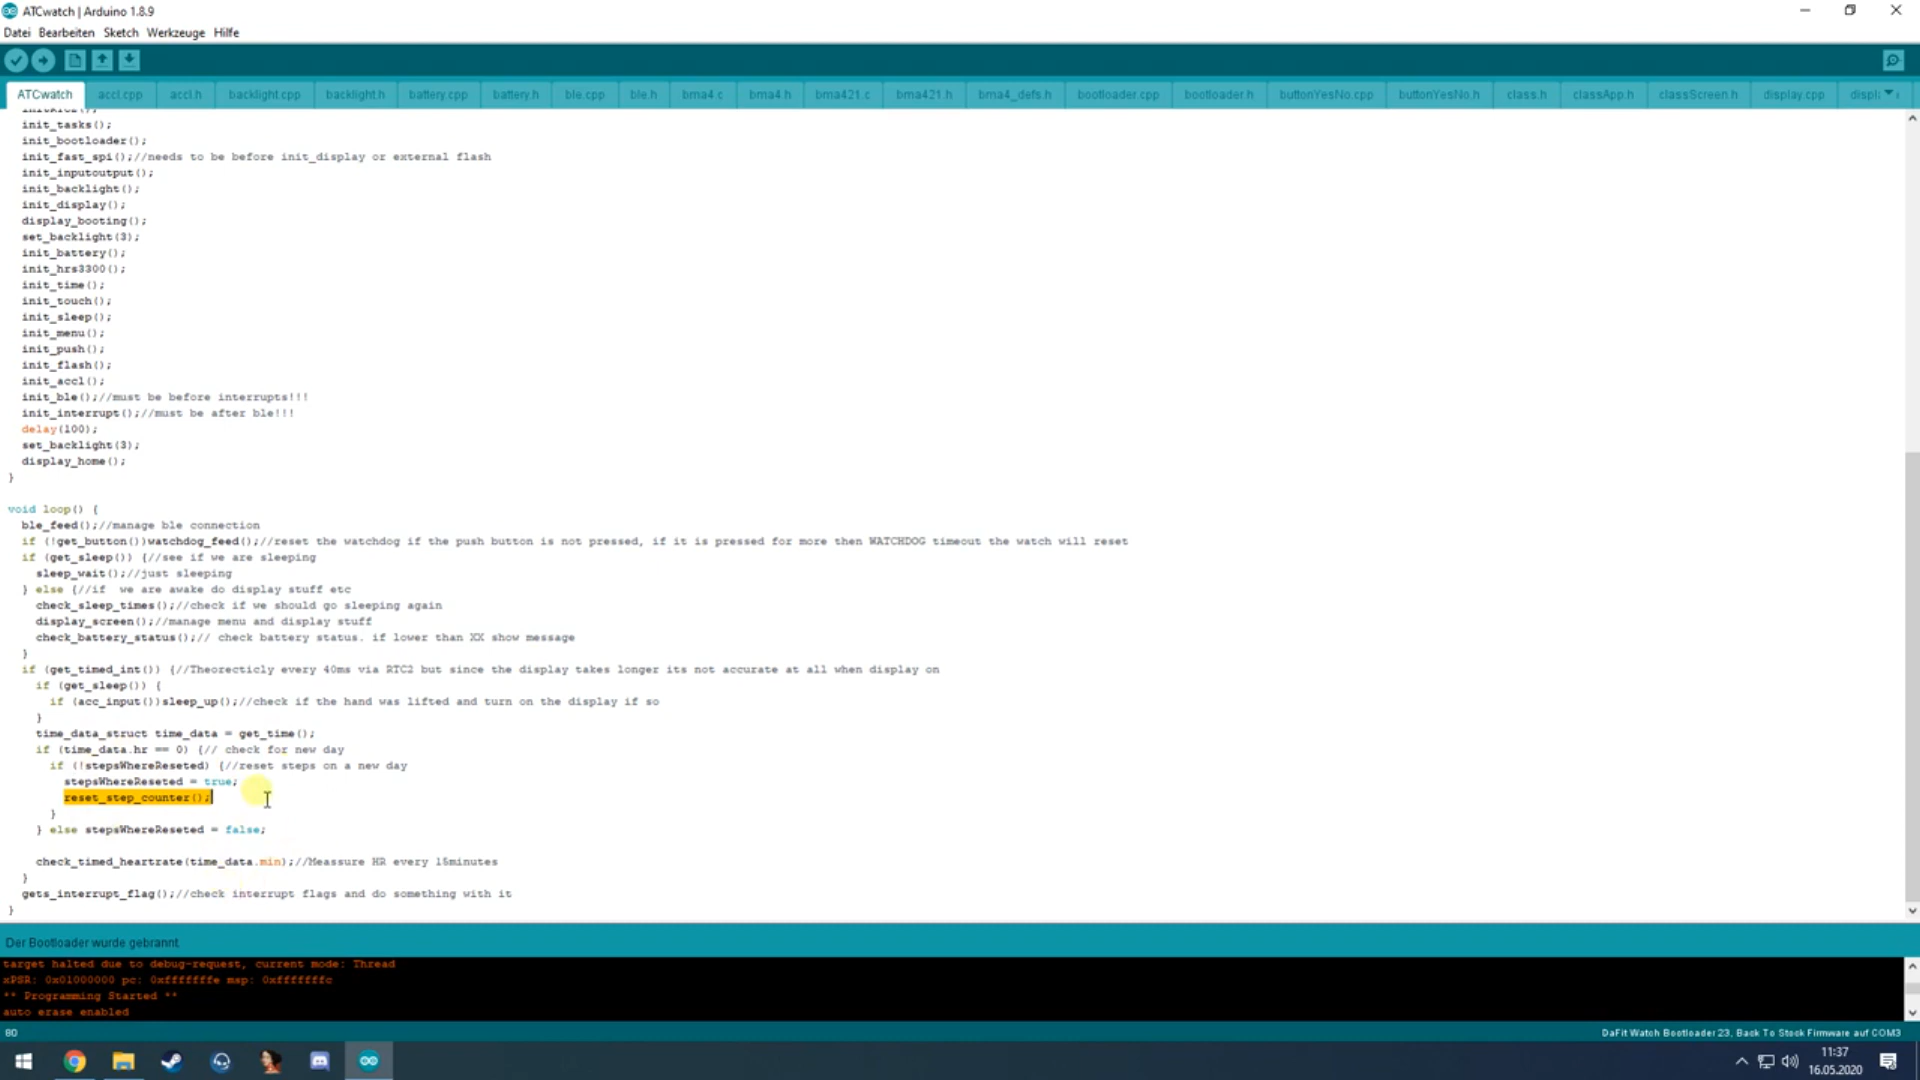 ATCwatch | Arduino 1.8.9
Datei Bearbeiten Sketch Werkzeuge Hilfe
ATCwatch accl.cpp accl.h backlight.cpp backlight.h battery.cpp battery.h ble.cpp ble.h bma4.c bma4.h bma421.c bma421.h bma4_defs.h bootloader.cpp bootloader.h buttonYesNo.cpp buttonYesNo.h class.h classApp.h classScreen.h display.cpp
init_tasks();
init_bootloader();
init_fast_spi();//needs to be before init_display or external flash
init_inputoutput();
init_backlight();
init_display();
display_booting();
set_backlight(3);
init_battery();
init_hrs3300();
init_time();
init_touch();
init_sleep();
init_menu();
init_push();
init_flash();
init_accl();
init_ble();//must be before interrupts!!!
init_interrupt();//must be after ble!!!
delay(100);
set_backlight(3);
display_home();
}
void loop() {
ble_feed();//manage ble connection
if (!get_button())watchdog_feed();//reset the watchdog if the push button is not pressed, if it is pressed for more then WATCHDOG timeout the watch will reset
if (get_sleep()) {//see if we are sleeping
sleep_wait();//just sleeping
} else {//if  we are awake do display stuff etc
check_sleep_times();//check if we should go sleeping again
display_screen();//manage menu and display stuff
check_battery_status();// check battery status. if lower than XX show message
}
if (get_timed_int()) {//Theorecticly every 40ms via RTC2 but since the display takes longer its not accurate at all when display on
if (get_sleep()) {
if (acc_input())sleep_up();//check if the hand was lifted and turn on the display if so
}
time_data_struct time_data = get_time();
if (time_data.hr == 0) {// check for new day
if (!stepsWhereReseted) {//reset steps on a new day
stepsWhereReseted = true;
reset_step_counter();
}
} else stepsWhereReseted = false;
check_timed_heartrate(time_data.min);//Meassure HR every 15minutes
}
gets_interrupt_flag();//check interrupt flags and do something with it
}
Der Bootloader wurde gebrannt
target halted due to debug-request, current mode: Thread
xPSR: 0x01000000 pc: 0xfffffffe msp: 0xfffffffc
** Programming Started **
auto erase enabled
80
DaFit Watch Bootloader 23, Back To Stock Firmware auf COM3
11:37
16.05.2020